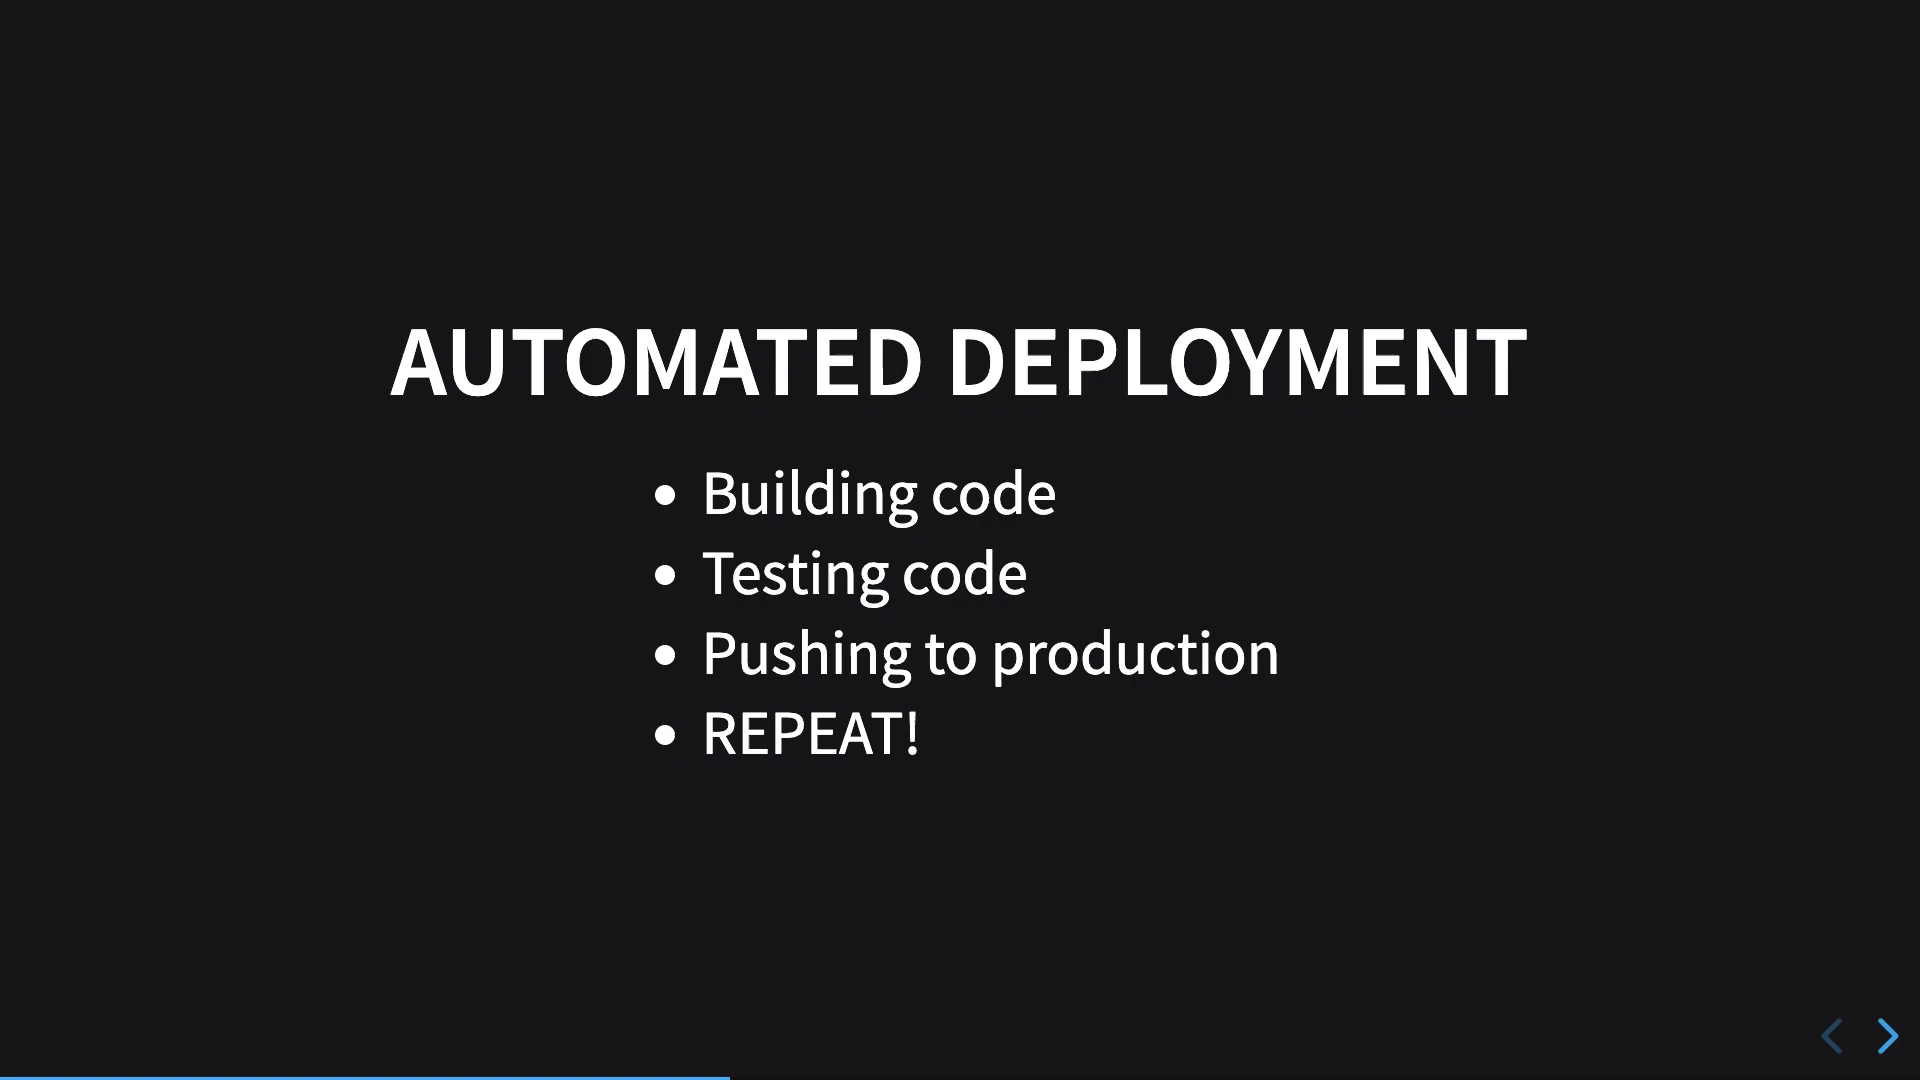 AUTOMATED DEPLOYMENT
Building code
Testing code
Pushing to production
REPEAT!